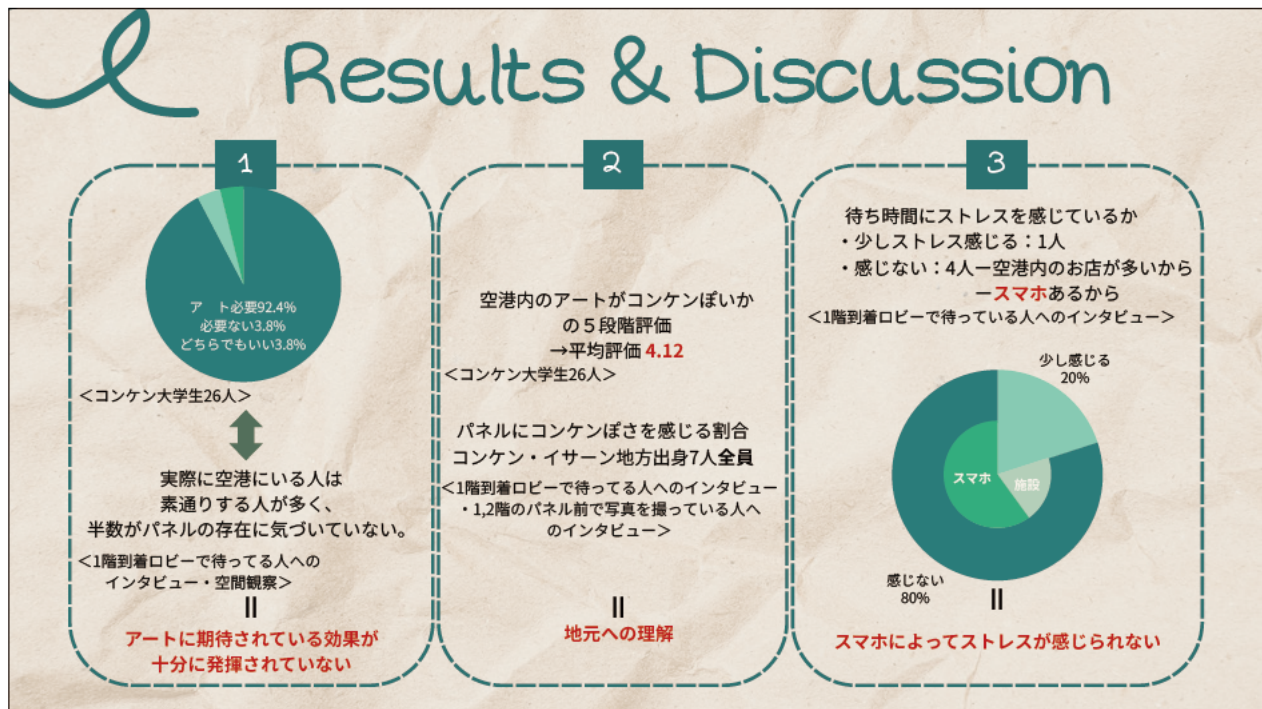 Results & Discussion
1
アート必要92.4%
必要ない3.8%
どちらでもいい3.8%
＜コンケン大学生26人＞
実際に空港にいる人は
素通りする人が多く、
半数がパネルの存在に気づいていない。
＜1階到着ロビーで待ってる人への
インタビュー・空間観察＞
=
アートに期待されている効果が
十分に発揮されていない
2
空港内のアートがコンケンぽいか
の５段階評価
→平均評価 4.12
＜コンケン大学生26人＞
パネルにコンケンぽさを感じる割合
コンケン・イサーン地方出身7人全員
＜1階到着ロビーで待ってる人へのインタビュー
・1,2階のパネル前で写真を撮っている人へ
のインタビュー＞
=
地元への理解
3
待ち時間にストレスを感じているか
・少しストレス感じる：1人
・感じない：4人ー空港内のお店が多いから
ースマホあるから
＜1階到着ロビーで待っている人へのインタビュー＞
少し感じる
20%
スマホ
施設
感じない
80%
=
スマホによってストレスが感じられない